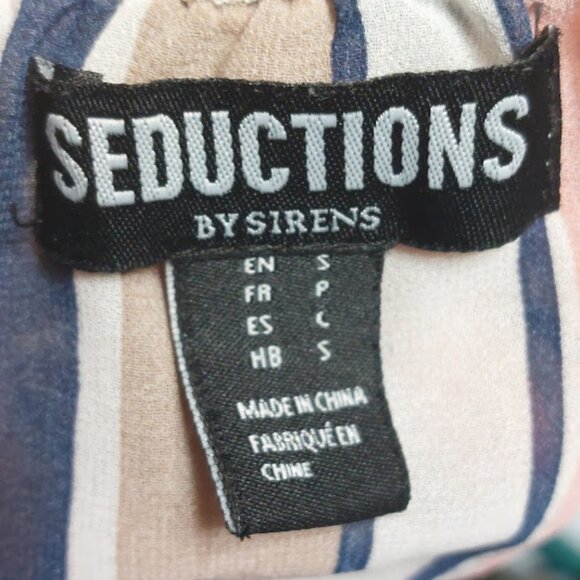 SEDUCTIONS
BY SIRENS
EN S
FR P
ES C
HB S
MADE IN CHINA
FABRIQUÉ EN
CHINE